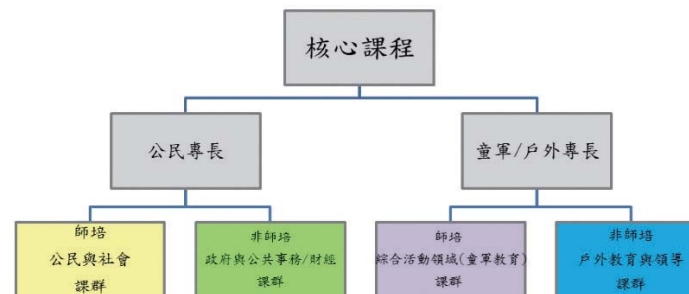 核心課程
公民專長
童軍/戶外專長
師培
公民與社會
課群
非師培
政府與公共事務/財經
課群
師培
綜合活動領域(童軍教育)
課群
非師培
戶外教育與領導
課群